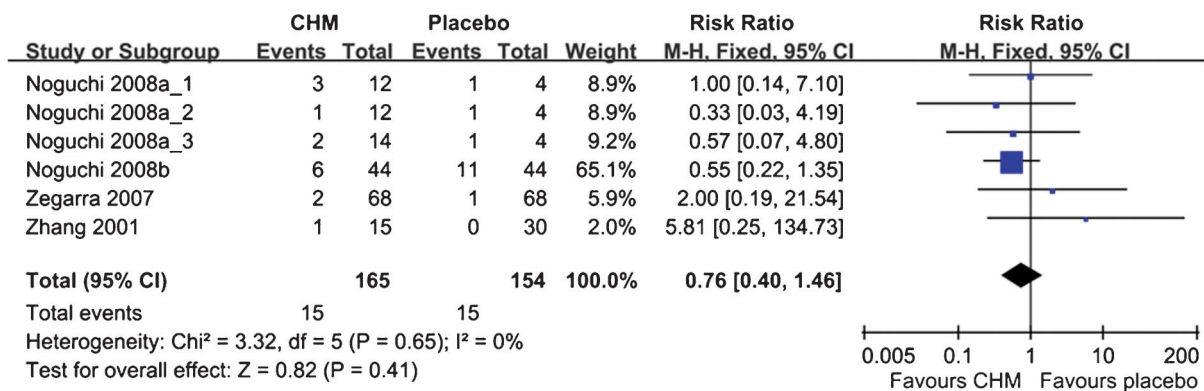 CHM Placebo Risk Ratio Risk Ratio
Study or Subgroup Events Total Events Total Weight M-H, Fixed, 95% CI M-H, Fixed, 95% CI
Noguchi 2008a_1 3 12 1 4 8.9% 1.00 [0.14, 7.10]
Noguchi 2008a_2 1 12 1 4 8.9% 0.33 [0.03, 4.19]
Noguchi 2008a_3 2 14 1 4 9.2% 0.57 [0.07, 4.80]
Noguchi 2008b 6 44 11 44 65.1% 0.55 [0.22, 1.35]
Zegarra 2007 2 68 1 68 5.9% 2.00 [0.19, 21.54]
Zhang 2001 1 15 0 30 2.0% 5.81 [0.25, 134.73]
Total (95% CI) 165 154 100.0% 0.76 [0.40, 1.46]
Total events 15 15
Heterogeneity: Chi² = 3.32, df = 5 (P = 0.65); I² = 0%
Test for overall effect: Z = 0.82 (P = 0.41)
0.005 0.1 1 10 200
Favours CHM Favours placebo